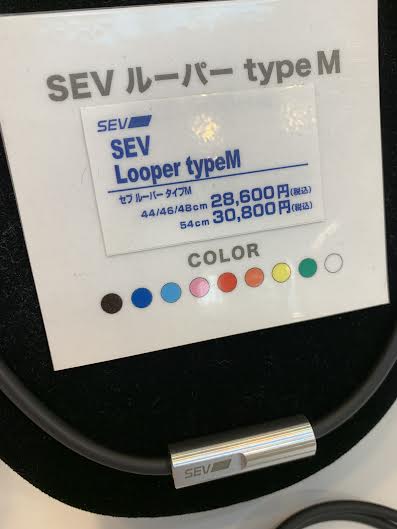 SEV ルーパー type M
SEV
SEV
Looper typeM
セブ ルーパー タイプM
44/46/48cm 28,600円(税込)
54cm 30,800円(税込)
COLOR
SEV